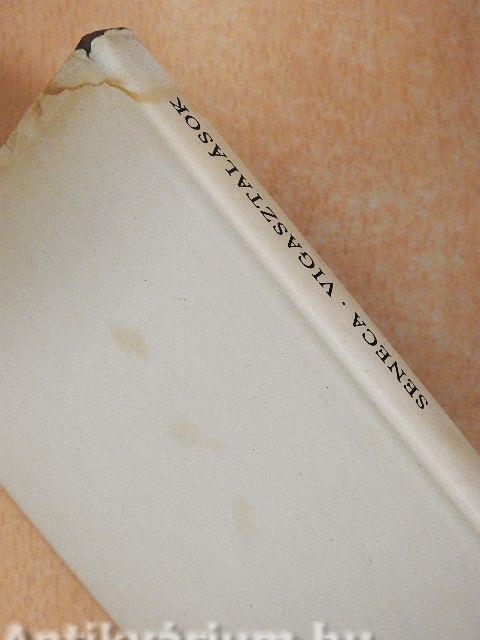 SENECA · VIGASZTALÁSOK
Antikvárium.hu